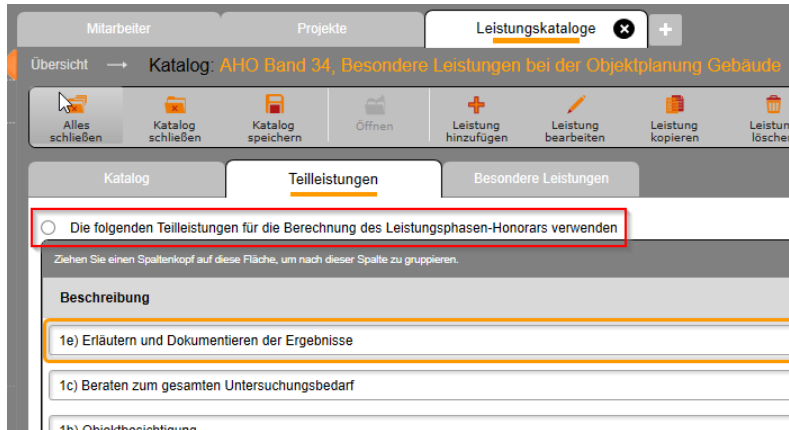 Mitarbeiter Projekte Leistungskataloge
Übersicht → Katalog: AHO Band 34, Besondere Leistungen bei der Objektplanung Gebäude
Alles schließen
Katalog schließen
Katalog speichern
Öffnen
Leistung hinzufügen
Leistung bearbeiten
Leistung kopieren
Katalog Teilleistungen Besondere Leistungen
Die folgenden Teilleistungen für die Berechnung des Leistungsphasen-Honorars verwenden
Ziehen Sie einen Spaltenkopf auf diese Fläche, um nach dieser Spalte zu gruppieren.
Beschreibung
1e) Erläutern und Dokumentieren der Ergebnisse
1c) Beraten zum gesamten Untersuchungsbedarf
1b) Objektbesichtigung